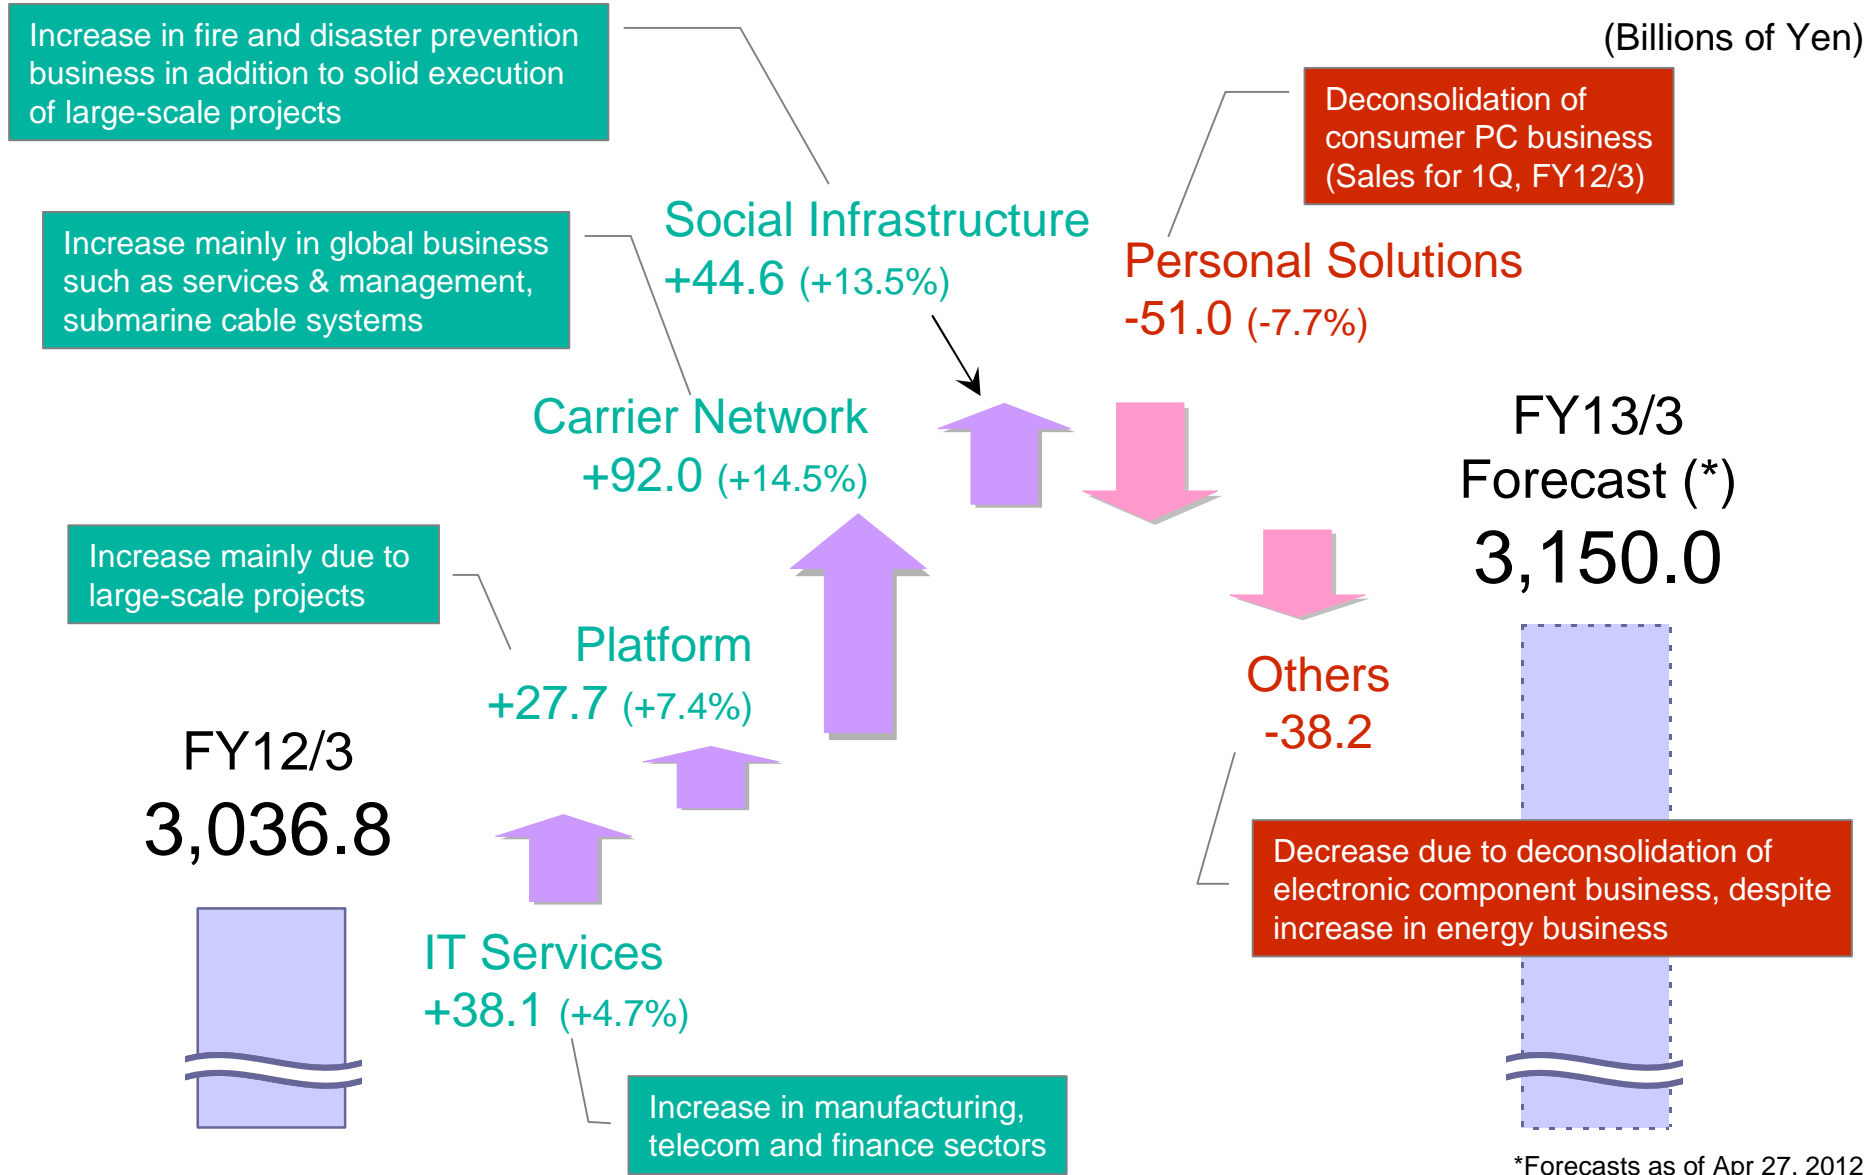 (Billions of Yen)
Increase in fire and disaster prevention
business in addition to solid execution
of large-scale projects
Deconsolidation of
consumer PC business
(Sales for 1Q, FY12/3)
Social Infrastructure
+44.6 (+13.5%)
Personal Solutions
-51.0 (-7.7%)
Increase mainly in global business
such as services & management,
submarine cable systems
Carrier Network
+92.0 (+14.5%)
FY13/3
Forecast (*)
3,150.0
Increase mainly due to
large-scale projects
Platform
+27.7 (+7.4%)
Others
-38.2
FY12/3
3,036.8
Decrease due to deconsolidation of
electronic component business, despite
increase in energy business
IT Services
+38.1 (+4.7%)
Increase in manufacturing,
telecom and finance sectors
*Forecasts as of Apr 27, 2012